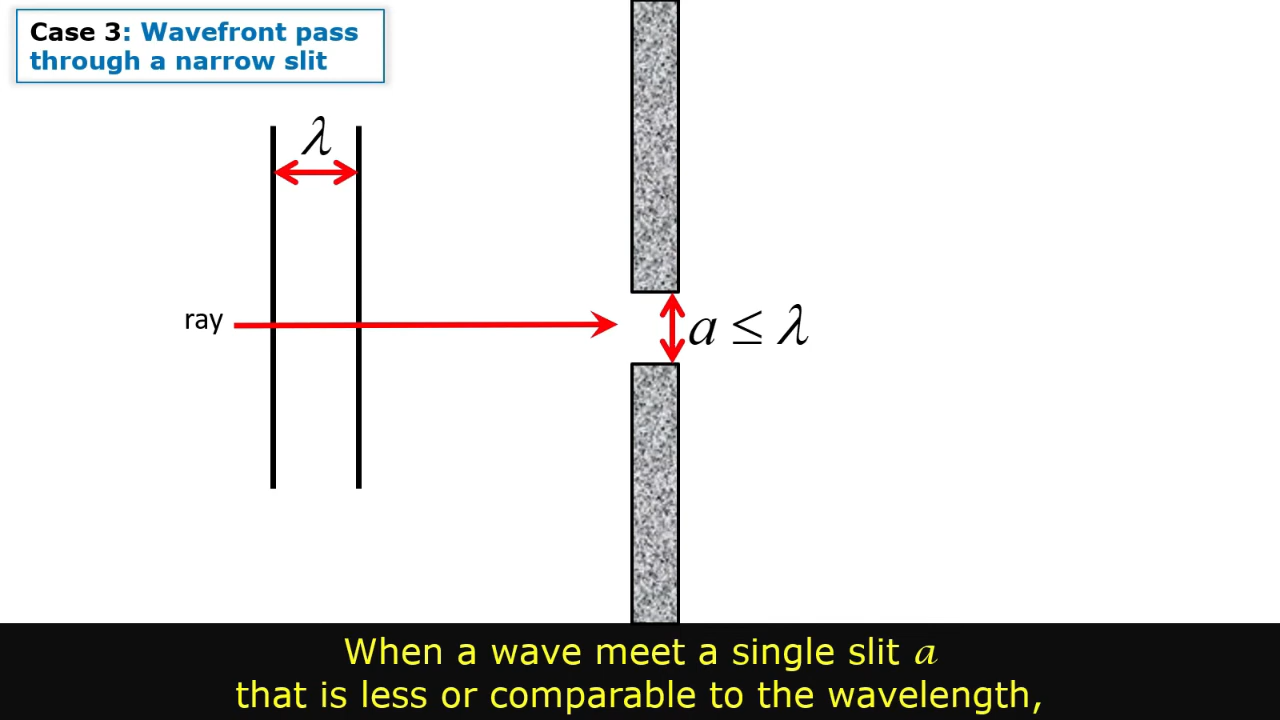 Case 3: Wavefront pass
through a narrow slit
λ
ray
a ≤ λ
When a wave meet a single slit a
that is less or comparable to the wavelength,